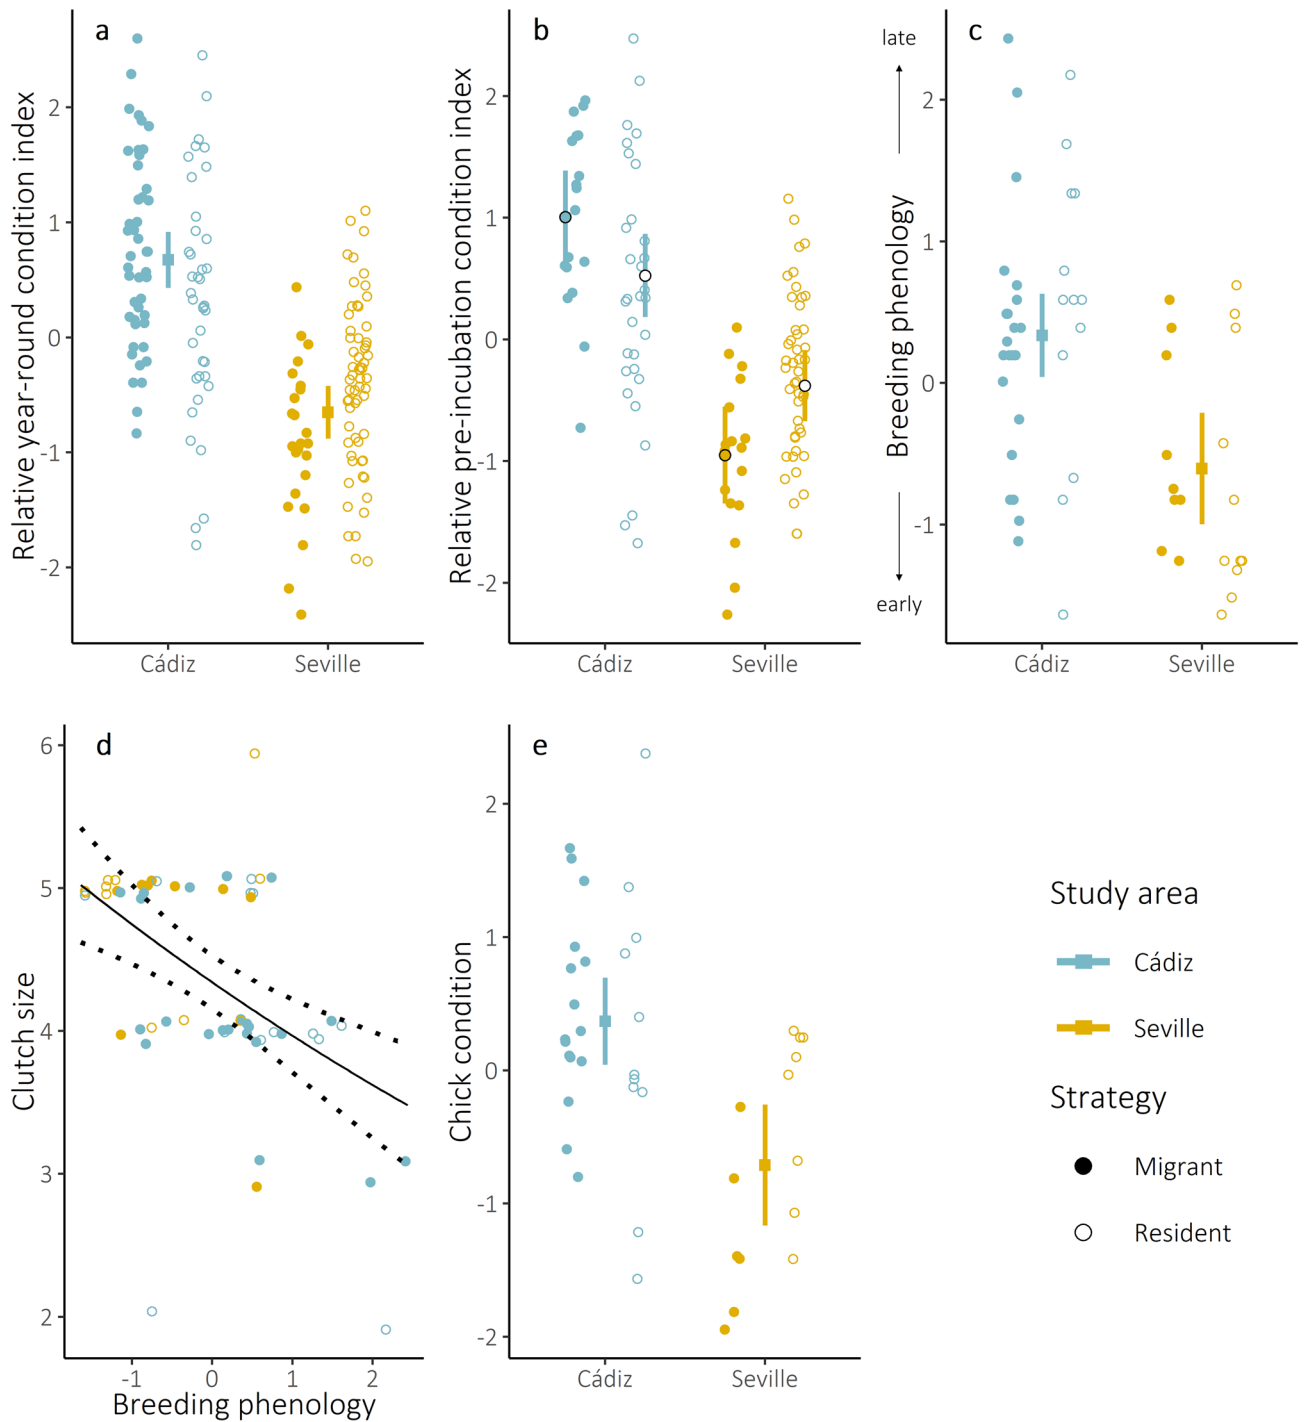 a
Relative year-round condition index
2
1
0
-1
-2
Cádiz
Seville
b
Relative pre-incubation condition index
2
1
0
-1
-2
Cádiz
Seville
c
late
Breeding phenology
early
2
1
0
-1
Cádiz
Seville
d
Clutch size
6
5
4
3
2
-1 0 1 2
Breeding phenology
e
Chick condition
2
1
0
-1
-2
Cádiz
Seville
Study area
Cádiz
Seville
Strategy
Migrant
Resident